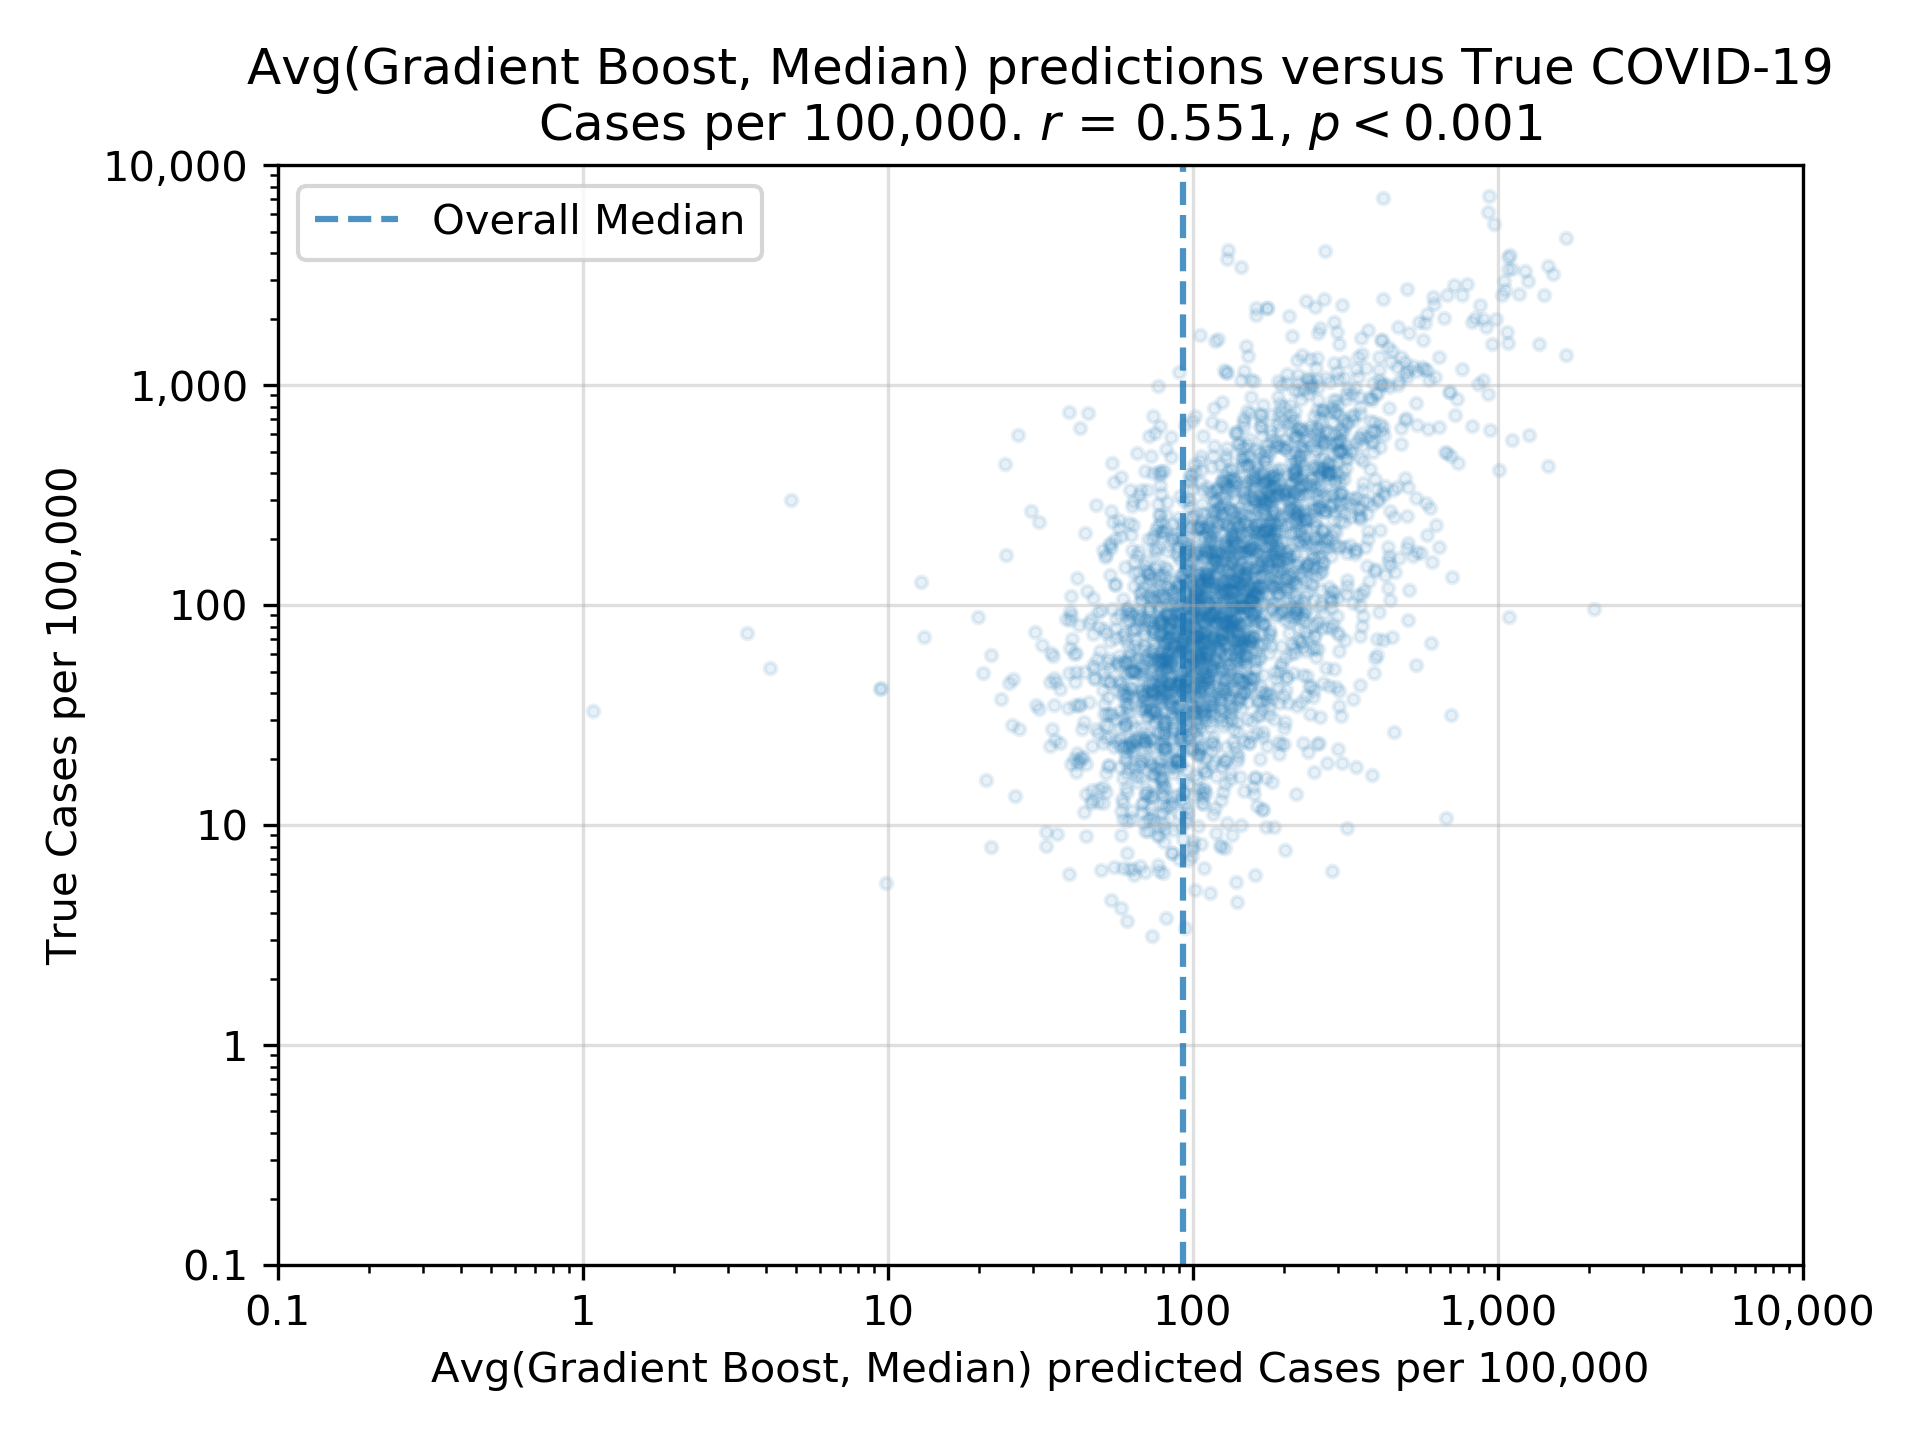 Avg(Gradient Boost, Median) predictions versus True COVID-19
Cases per 100,000. r = 0.551, p < 0.001
10,000
1,000
100
10
1
0.1
True Cases per 100,000
Overall Median
0.1
1
10
100
1,000
10,000
Avg(Gradient Boost, Median) predicted Cases per 100,000